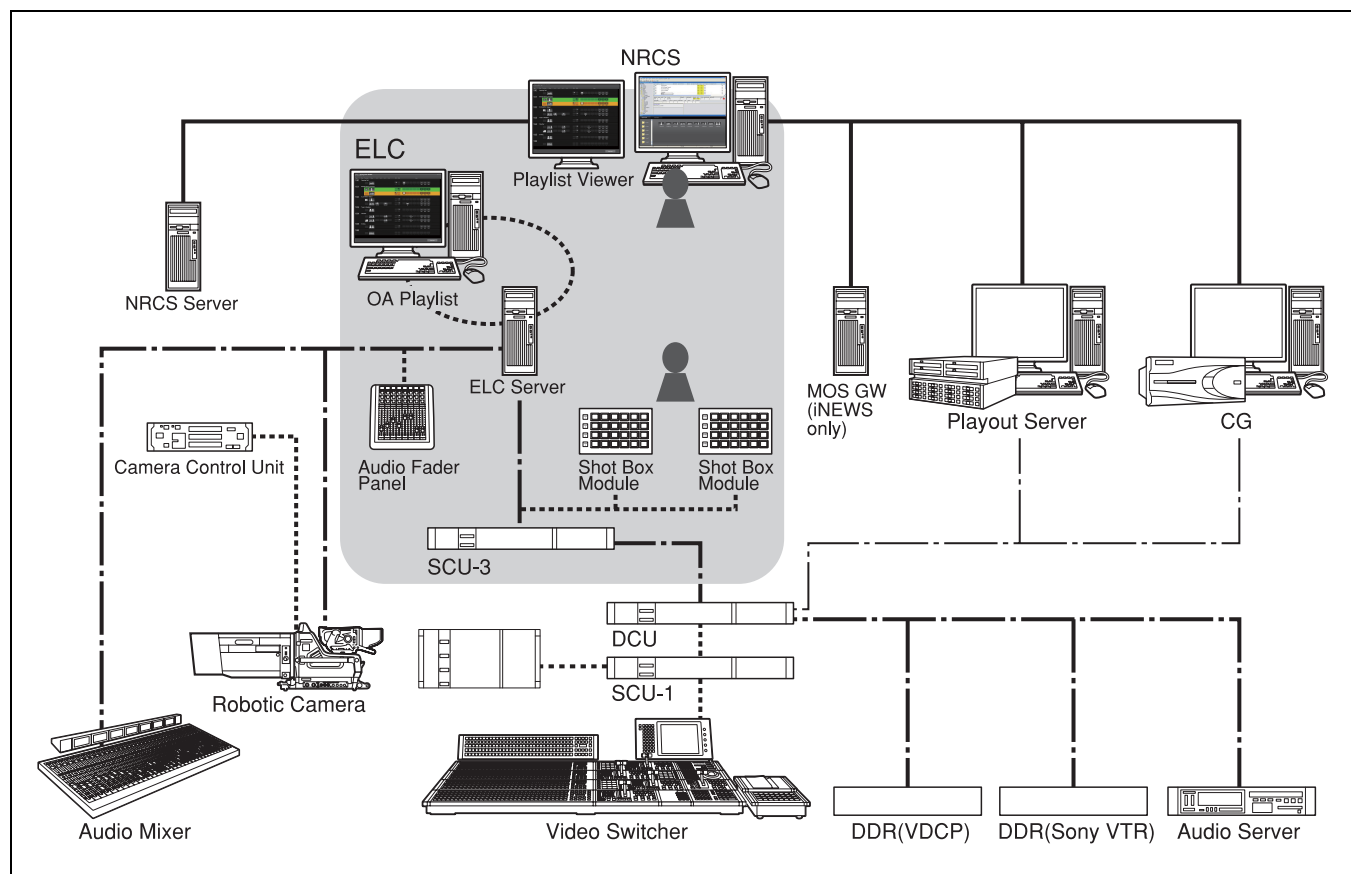 NRCS
ELC
Playlist Viewer
OA Playlist
NRCS Server
ELC Server
MOS GW
(iNEWS
only)
Playout Server
CG
Camera Control Unit
Audio Fader
Panel
Shot Box
Module
Shot Box
Module
SCU-3
DCU
SCU-1
Robotic Camera
Audio Mixer
Video Switcher
DDR(VDCP)
DDR(Sony VTR)
Audio Server